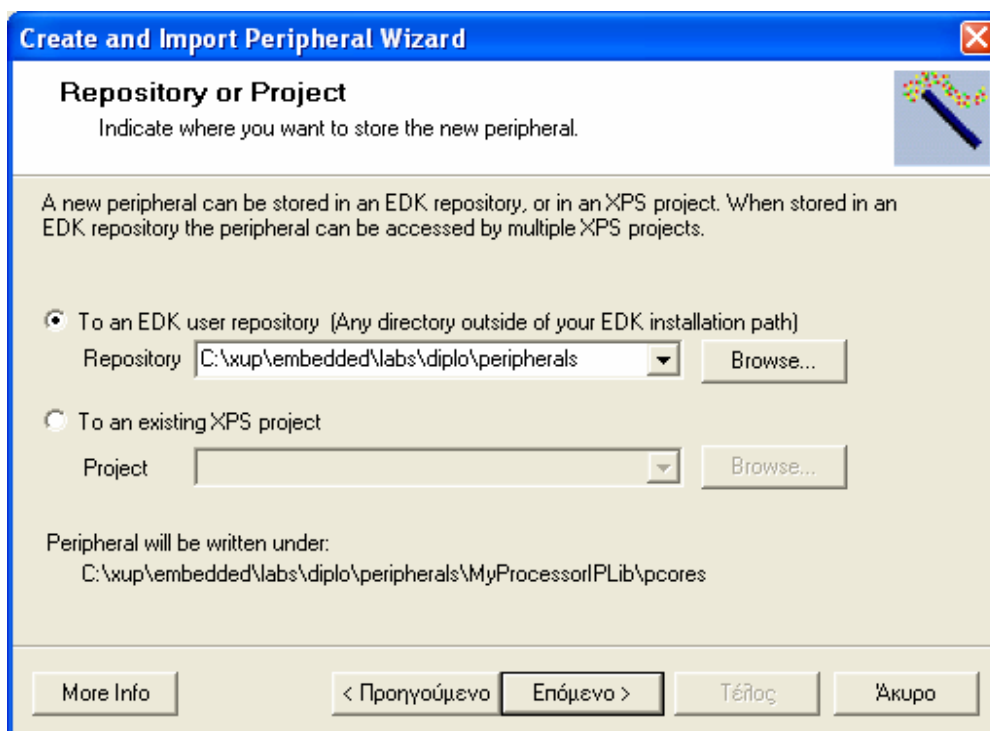 Create and Import Peripheral Wizard
Repository or Project
Indicate where you want to store the new peripheral.
A new peripheral can be stored in an EDK repository, or in an XPS project. When stored in an
EDK repository the peripheral can be accessed by multiple XPS projects.
To an EDK user repository (Any directory outside of your EDK installation path)
Repository C:\xup\embedded\labs\diplo\peripherals Browse...
To an existing XPS project
Project Browse...
Peripheral will be written under:
C:\xup\embedded\labs\diplo\peripherals\MyProcessorIPLib\pcores
More Info < Προηγούμενο Επόμενο > Τέλος Άκυρο